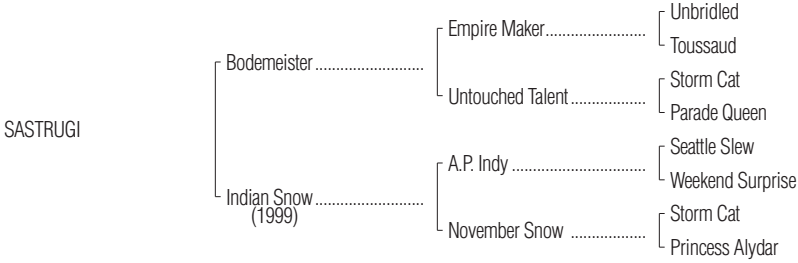 Unbridled
Empire Maker........................
Toussaud
Bodemeister ..........................
Storm Cat
Untouched Talent..................
Parade Queen
SASTRUGI
Seattle Slew
A.P. Indy ................................
Weekend Surprise
Indian Snow..........................
(1999)
Storm Cat
November Snow ..................
Princess Alydar